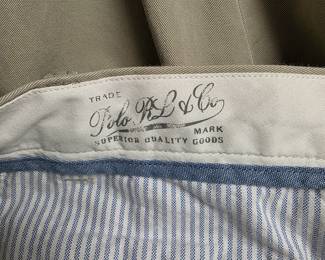 TRADE
Polo RL & Co
MARK
SUPERIOR QUALITY GOODS